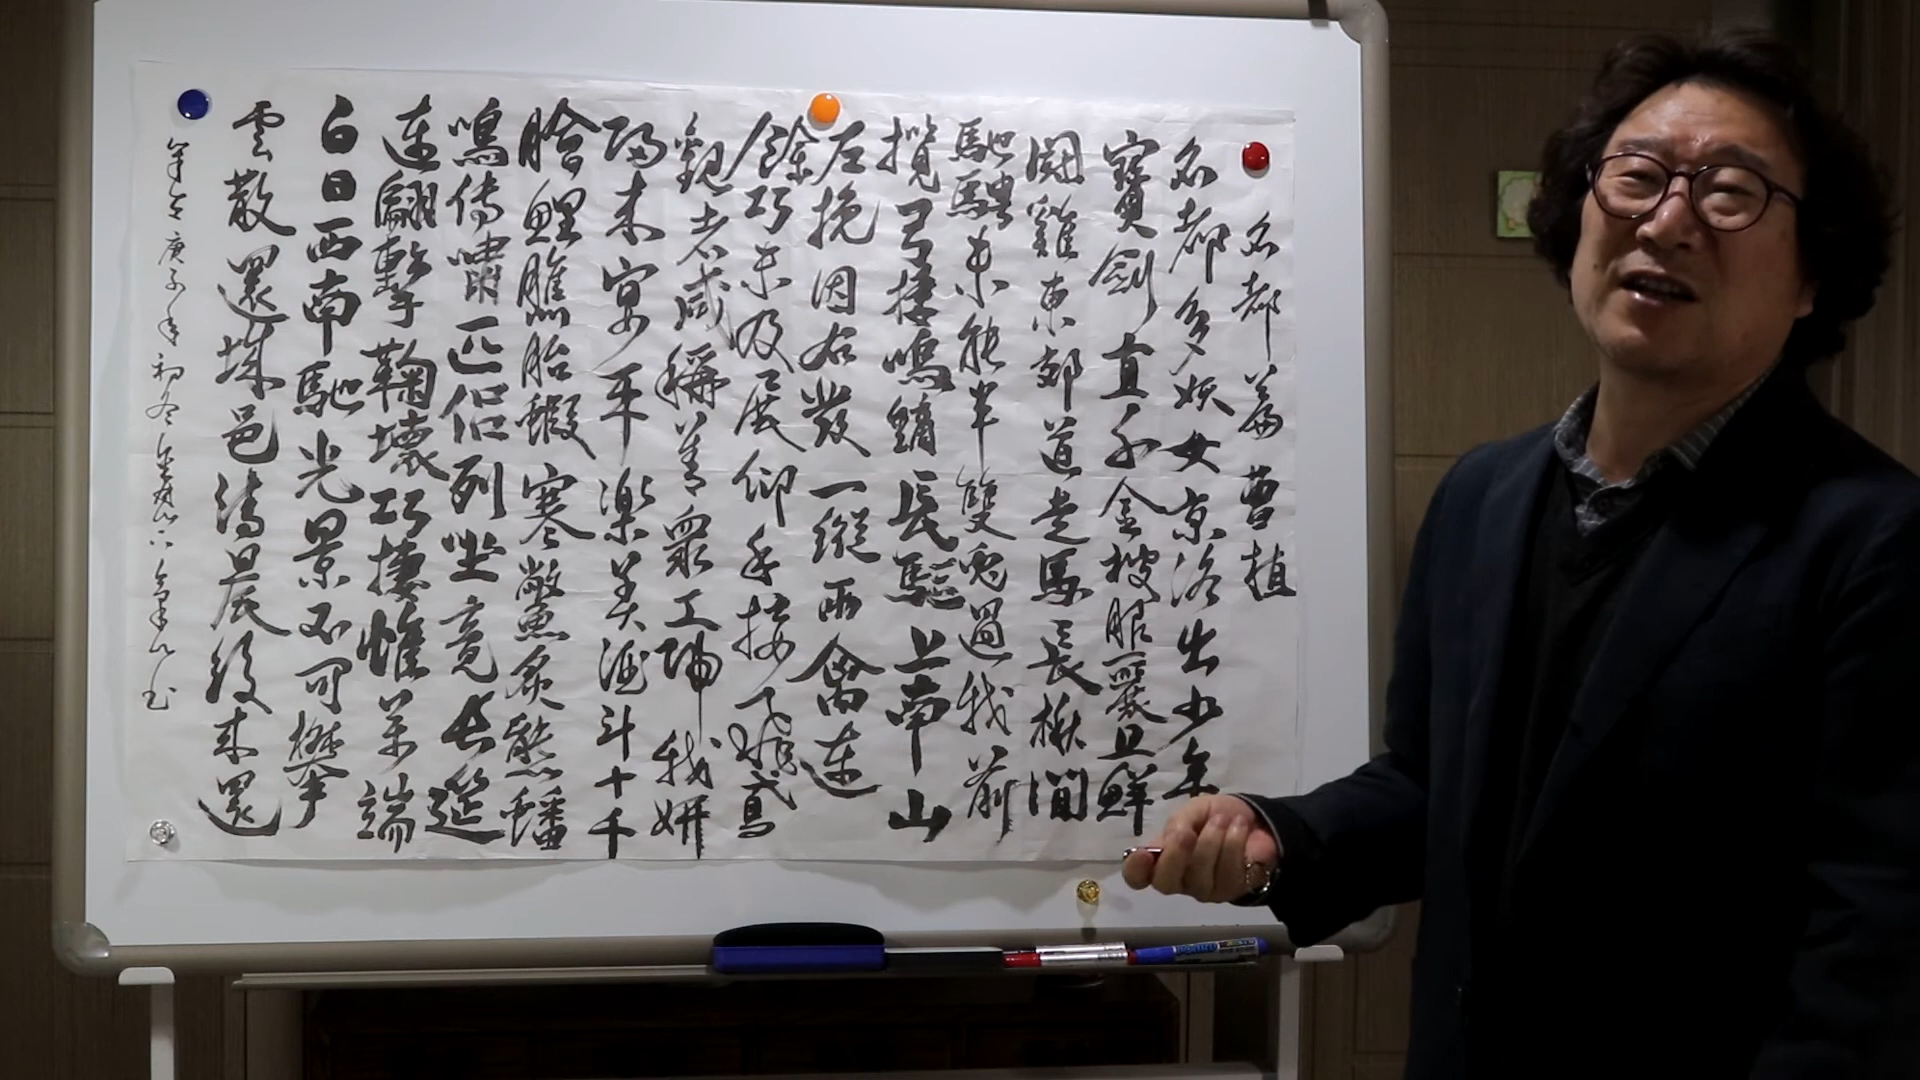 名都篇 曹植
名都多妖女京洛出少年
寶劍直千金被服麗且鮮
鬪雞東郊道走馬長楸間
馳騁未能半雙兔過我前
攬弓捷鳴鏑長驅上南山
左挽因右發一縱兩禽連
餘巧未及展仰手接飛鳶
觀者咸稱善衆工歸我妍
歸来宴平樂美酒斗十千
膾鯉臇胎鰕寒鼈炙熊蹯
鳴儔嘯匹侶列坐竟長筵
連翩擊鞠壤巧捷惟萬端
白日西南馳光景不可攀
雲散還城邑清晨復来還
庚子年初冬